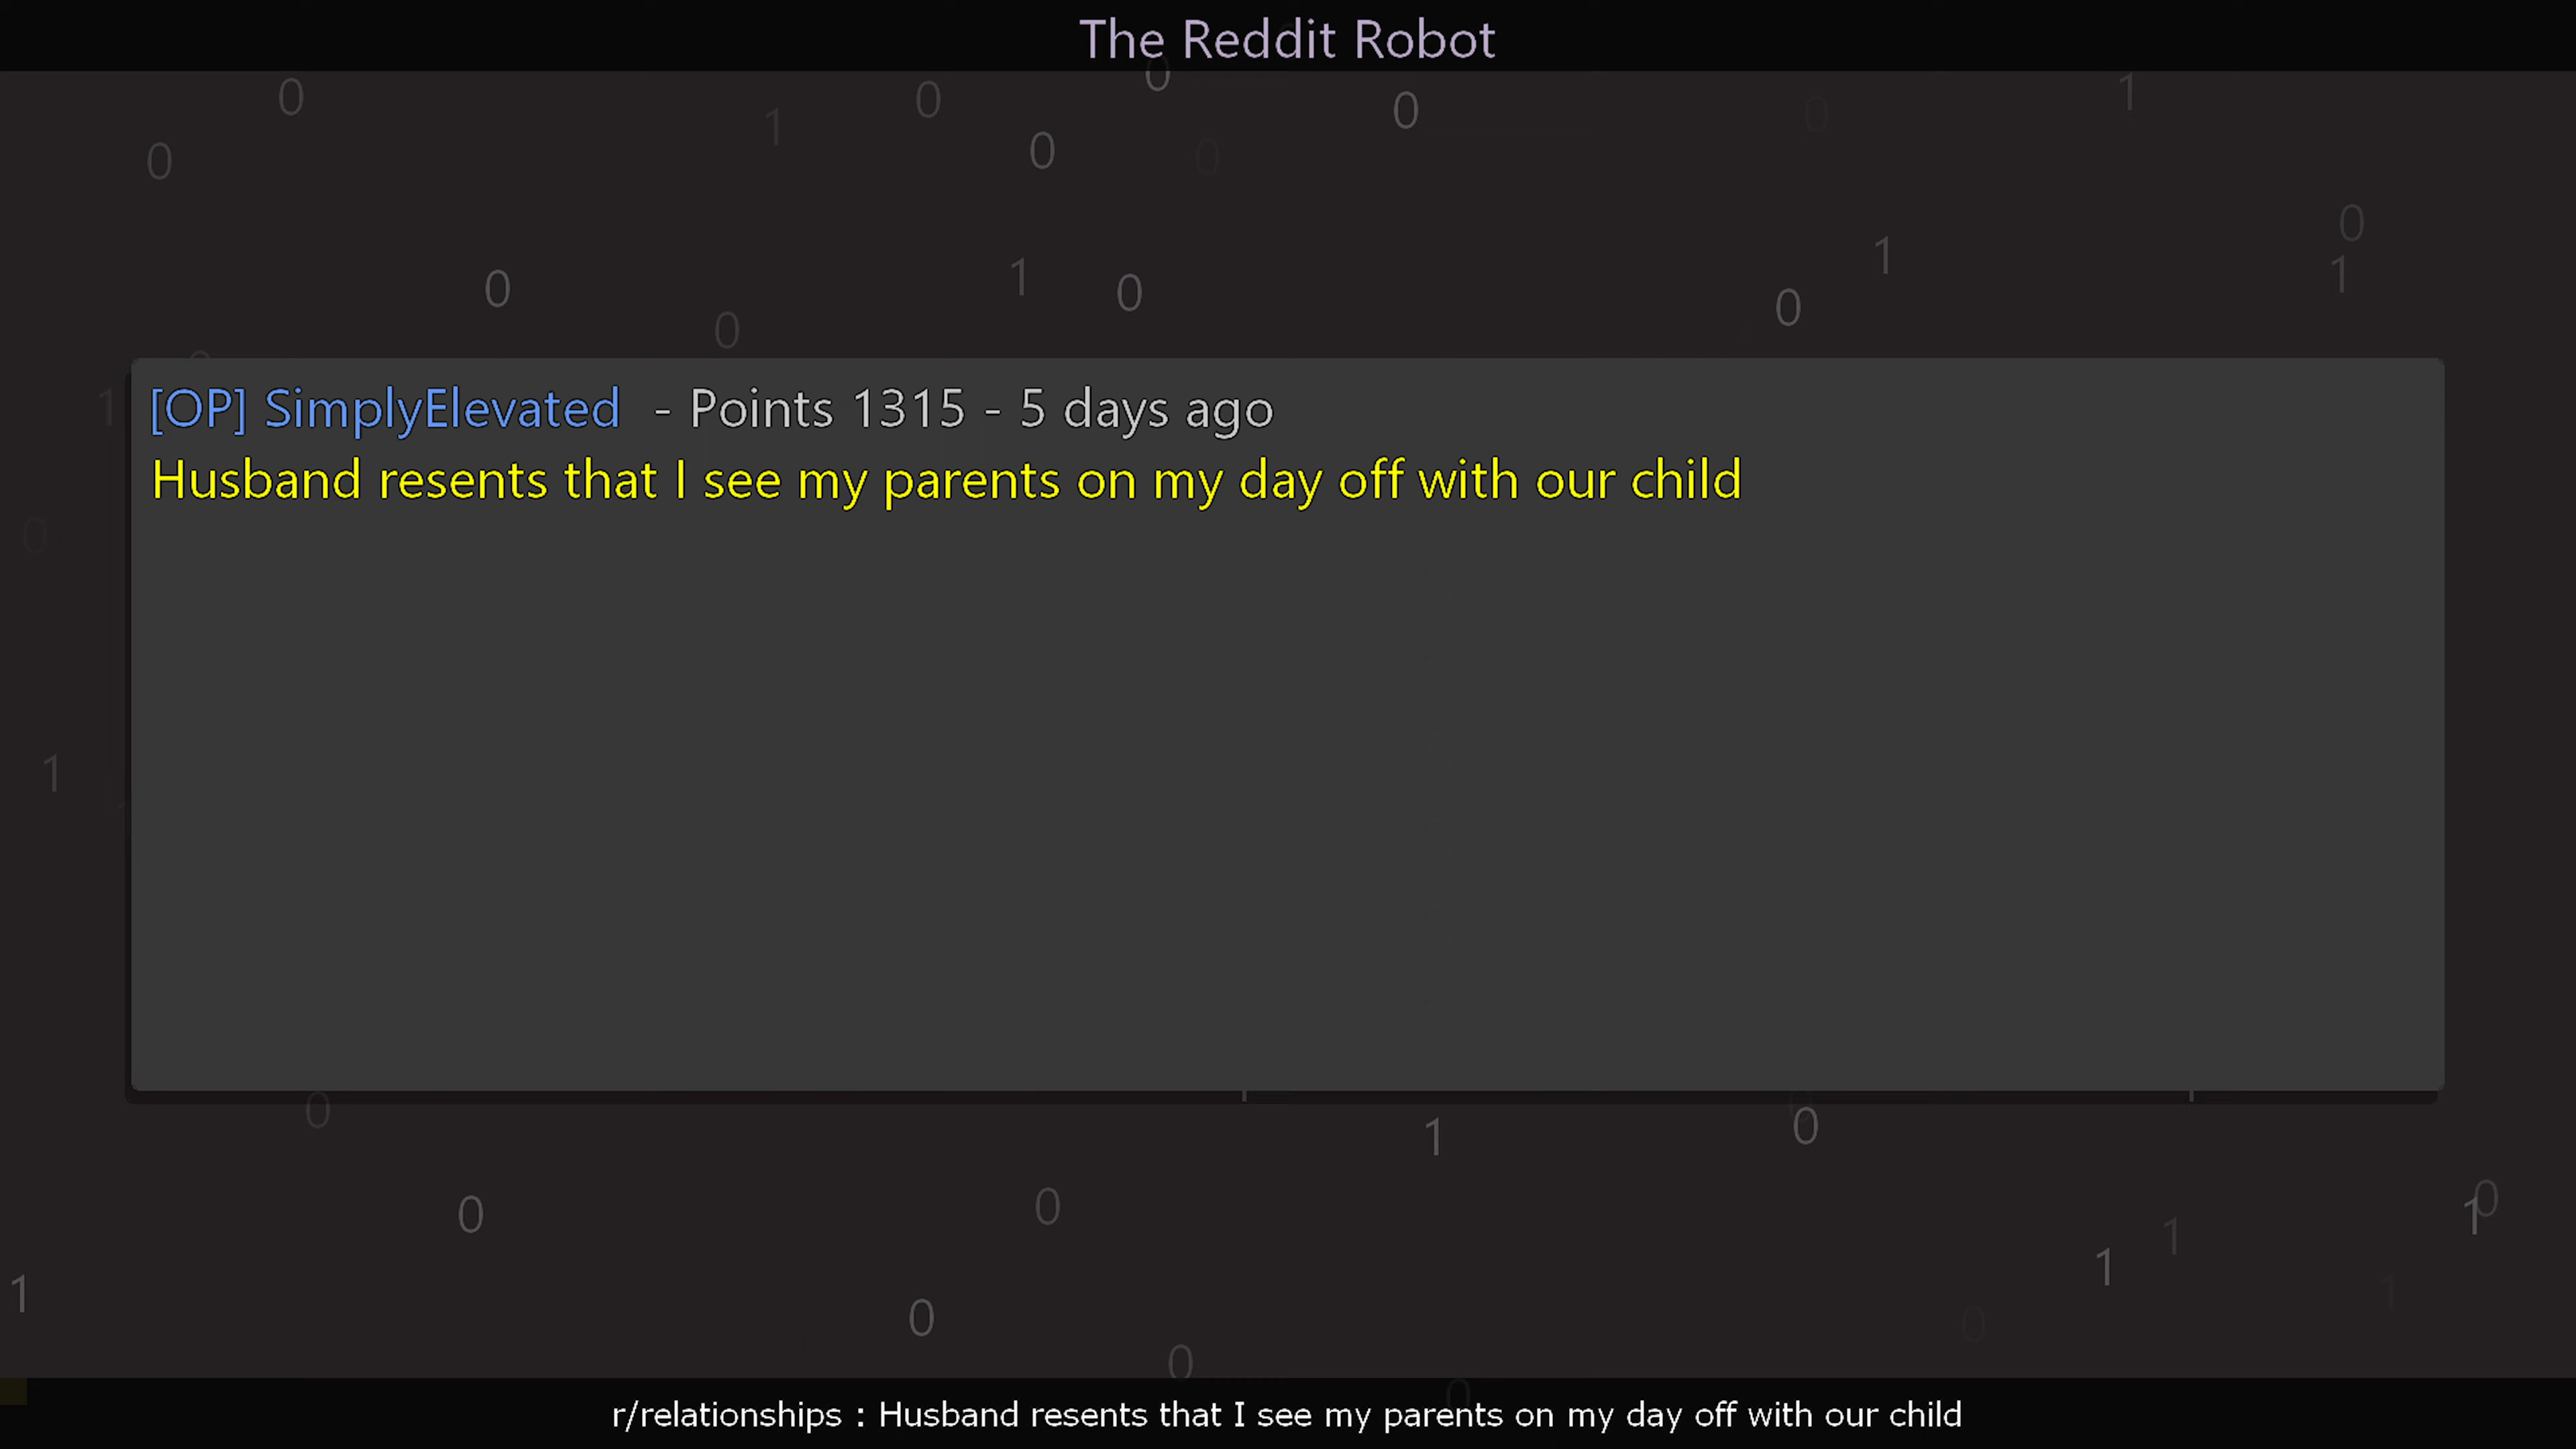 The Reddit Robot
[OP] SimplyElevated - Points 1315 - 5 days ago
Husband resents that I see my parents on my day off with our child
r/relationships : Husband resents that I see my parents on my day off with our child